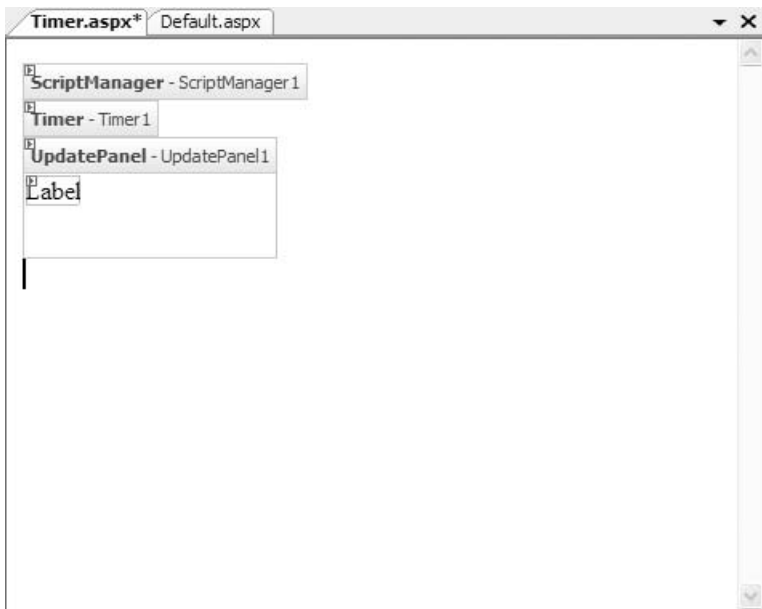 Timer.aspx* Default.aspx
ScriptManager - ScriptManager1
Timer - Timer1
UpdatePanel - UpdatePanel1
Label